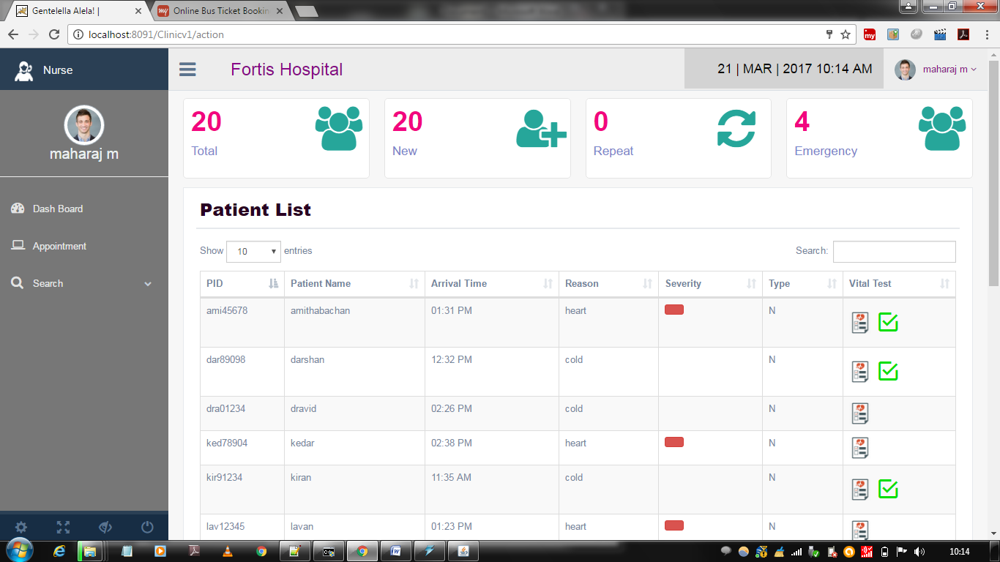 Gentelella Alela! |
Online Bus Ticket Bookin
localhost:8091/Clinicv1/action
Nurse
Fortis Hospital
21 | MAR | 2017 10:14 AM
maharaj m
maharaj m
Dash Board
Appointment
Search
20
Total
20
New
0
Repeat
4
Emergency
Patient List
Show 10 entries
Search:
PID Patient Name Arrival Time Reason Severity Type Vital Test
ami45678 amithabachan 01:31 PM heart N
dar89098 darshan 12:32 PM cold N
dra01234 dravid 02:26 PM cold N
ked78904 kedar 02:38 PM heart N
kir91234 kiran 11:35 AM cold N
lav12345 lavan 01:23 PM heart N
10:14